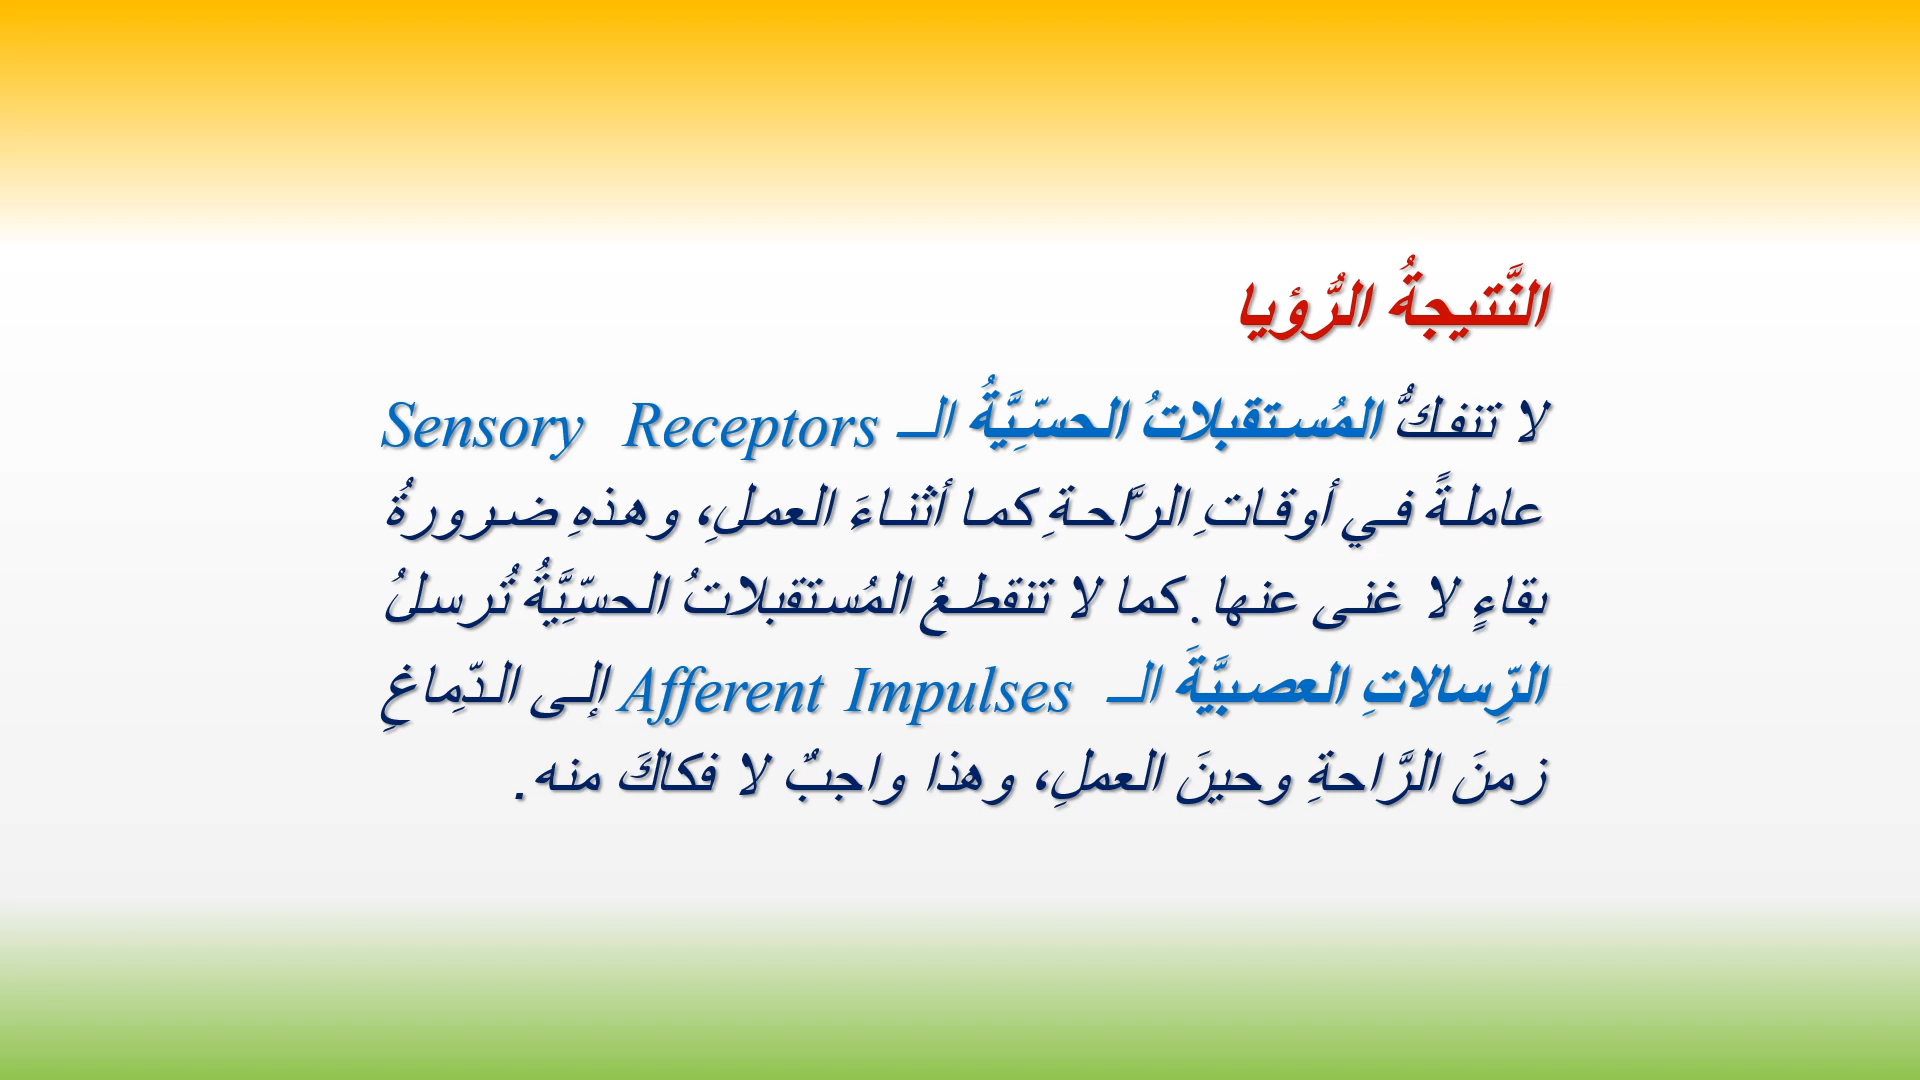 النَّتيجةُ الرُّؤيا
لا تنفكُّ المُستقبلاتُ الحسّيَّةُ الـ Sensory Receptors
عاملةً في أوقاتِ الرَّاحةِ كما أثناءَ العملِ، وهذهِ ضرورةُ
بقاءٍ لا غنى عنها. كما لا تنقطعُ المُستقبلاتُ الحسّيَّةُ تُرسلُ
الرِّسالاتِ العصبيَّةَ الـ Afferent Impulses إلى الدِّماغِ
زمنَ الرَّاحةِ وحينَ العملِ، وهذا واجبٌ لا فكاكَ منه.